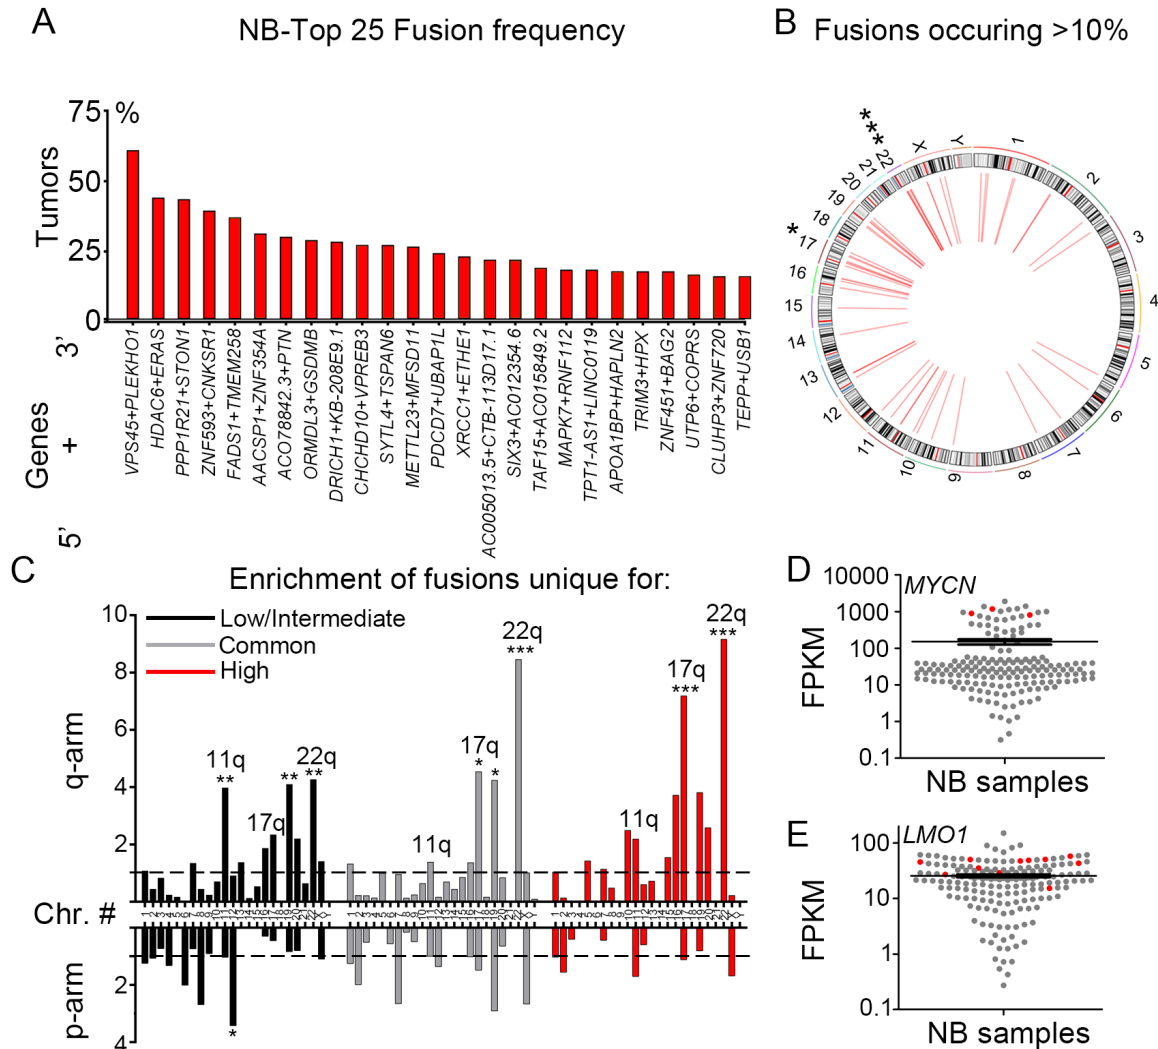 A
NB-Top 25 Fusion frequency
75
%
50
25
0
Tumors
Genes
5’ + 3’
VPS45+PLEKHO1
HDAC6+ERAS
PPP1R21+STON1
ZNF593+CNKSR1
FADS1+TMEM258
AACSP1+ZNF354A
ACO78842.3+PTN
ORMDL3+GSDMB
DRICH1+KB-208E9.1
CHCHD10+VPREB3
SYTL4+TSPAN6
METTL23+MFSD11
PDCD7+UBAP1L
XRCC1+ETHE1
AC005013.5+CTB-113D17.1
SIX3+AC012354.6
TAF15+AC015849.2
MAPK7+RNF112
TPT1-AS1+LINC0119
APOA1BP+HAPLN2
TRIM3+HPX
ZNF451+BAG2
UTP6+COPRS
CLUHP3+ZNF720
TEPP+USB1
B
Fusions occuring >10%
1
2
3
4
5
6
7
8
9
10
11
12
13
14
15
16
*17
18
19
20
21
***22
X
Y
C
Enrichment of fusions unique for:
Low/Intermediate
Common
High
10
8
6
4
2
q-arm
11q
**
17q
**
22q
**
11q
17q
*
*
22q
***
11q
17q
***
22q
***
Chr. #
p-arm
2
4
*
D
MYCN
10000
1000
100
10
1
0.1
FPKM
NB samples
E
LMO1
100
10
1
0.1
FPKM
NB samples